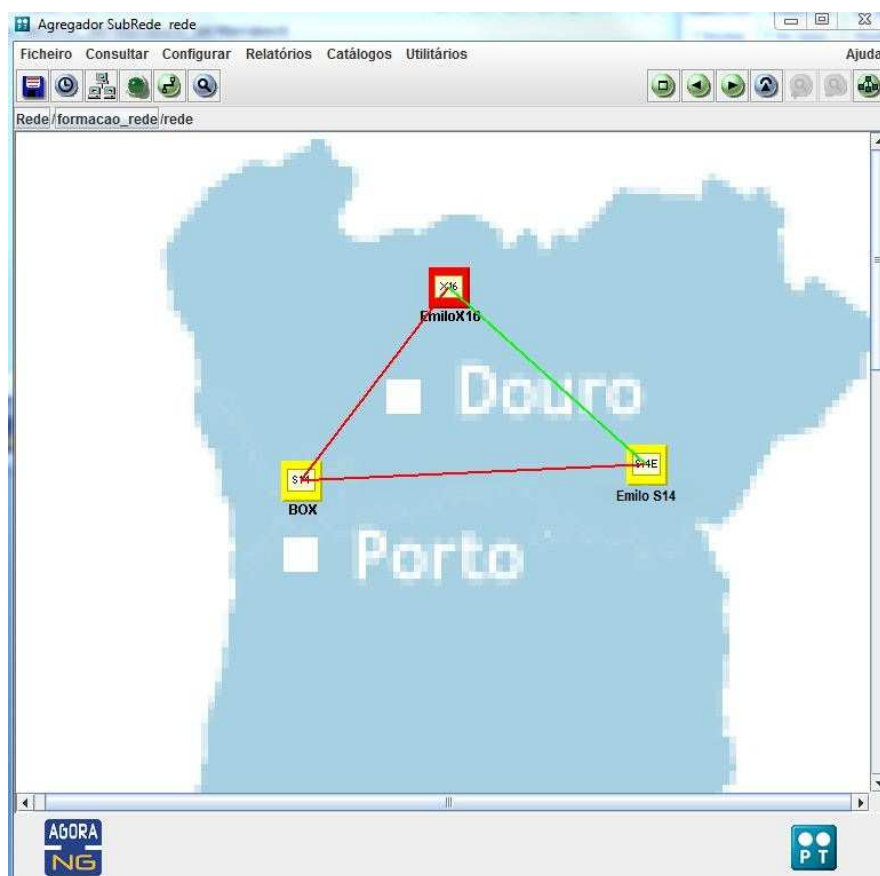 Agregador SubRede rede
Ficheiro Consultar Configurar Relatórios Catálogos Utilitários Ajuda
Rede/formacao_rede/rede
X16
EmiloX16
Douro
S14
BOX
S14E
Emilo S14
Porto
AGORA
NG
PT